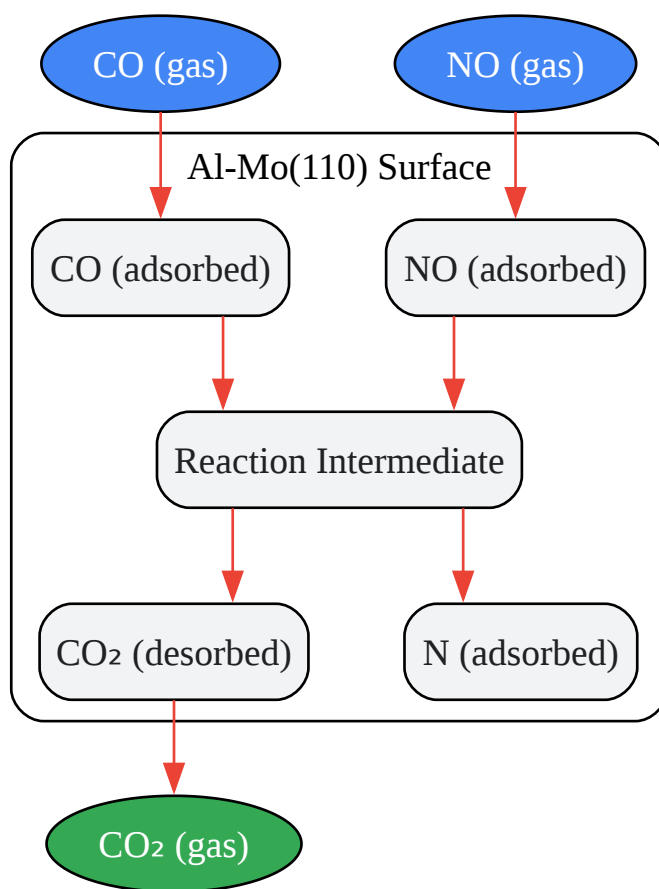 CO (gas)
NO (gas)
Al-Mo(110) Surface
CO (adsorbed)
NO (adsorbed)
Reaction Intermediate
CO₂ (desorbed)
N (adsorbed)
CO₂ (gas)